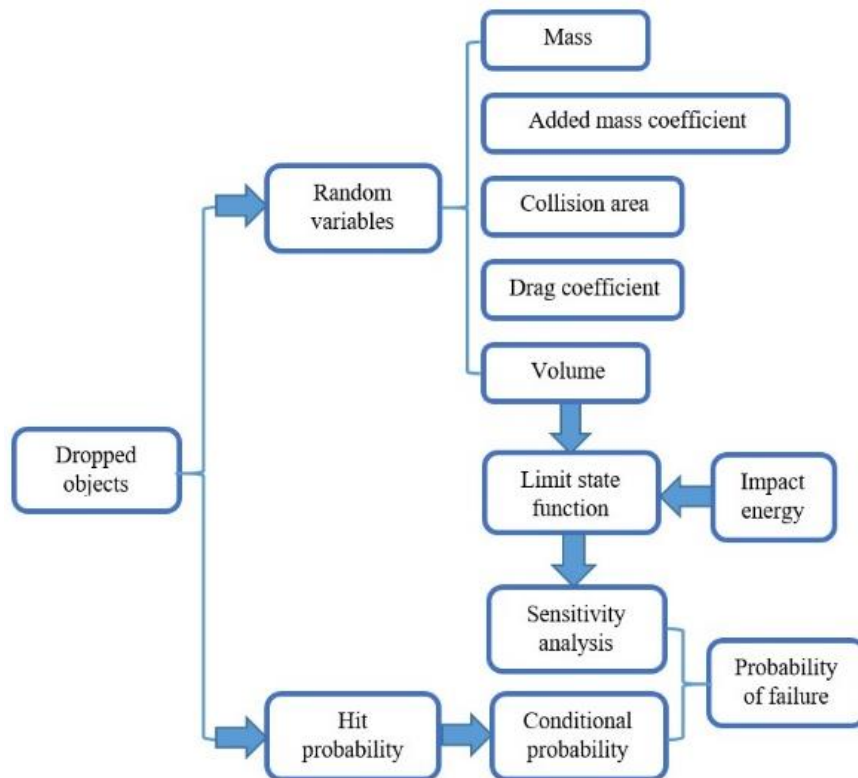 Mass
Added mass coefficient
Random
variables
Collision area
Drag coefficient
Volume
Dropped
objects
Limit state
function
Impact
energy
Sensitivity
analysis
Probability
of failure
Hit
probability
Conditional
probability